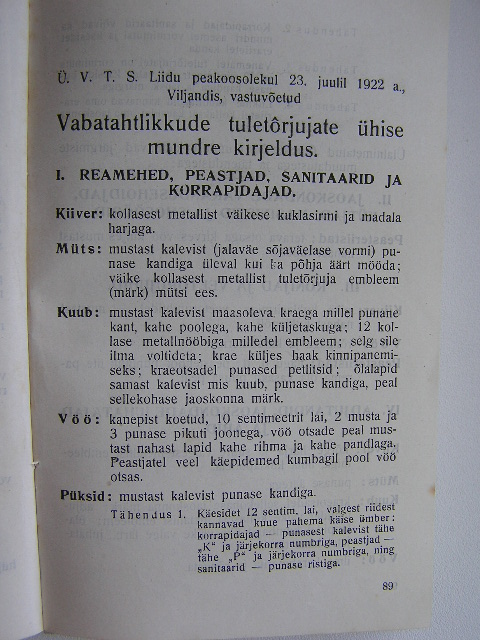 Ü. V. T. S. Liidu peakoosolekul 23. juulil 1922 a.,
Viljandis, vastuvõetud
Vabatahtlikkude tuletõrjujate ühise
mundre kirjeldus.
I. REAMEHED, PEASTJAD, SANITAARID JA
KORRAPIDAJAD.
Kiiver: kollasest metallist väikese kuklasirmi ja madala
harjaga.
Müts: mustast kalevist (jalaväe sõjaväelase vormi) pu-
nase kandiga üleval kui ka põhja äärt mööda;
väike kollasest metallist tuletõrjuja embleem
(märk) mütsi ees.
Kuub: mustast kalevist maasoleva kraega millel punane
kant, kahe poolega, kahe küljetaskuga; 12 kol-
lase metallnööbiga milledel embleem; selg sile
ilma voltideta; krae küljes haak kinnipanemi-
seks; kraeotsadel punased petlitsid; õlalapid
samast kalevist mis kuub, punase kandiga, peal
sellekohase jaoskonna märk.
Vöö: kanepist koetud, 10 sentimeetrit lai, 2 musta ja
3 punase pikuti joonega, vöö otsade peal mus-
tast nahast lapid kahe rihma ja kahe pandlaga.
Peastjatel veel käepidemed kumbagil pool vöö
otsas.
Püksid: mustast kalevist punase kandiga.
Tähendus 1. Käesidet 12 sentim. lai, valgest riidest
kannavad kuue pahema käise ümber:
korrapidajad — punasest kalevist tähe
„K" ja järjekorra numbriga, peastjad —
tähe „P" ja järjekorra numbriga, ning
sanitaarid — punase ristiga.
89